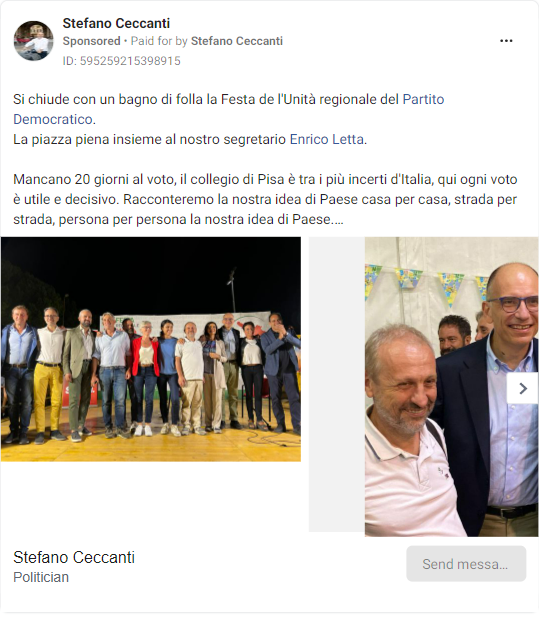 Stefano Ceccanti
Sponsored • Paid for by Stefano Ceccanti
ID: 595259215398915
Si chiude con un bagno di folla la Festa de l'Unità regionale del Partito
Democratico.
La piazza piena insieme al nostro segretario Enrico Letta.
Mancano 20 giorni al voto, il collegio di Pisa è tra i più incerti d'Italia, qui ogni voto
è utile e decisivo. Racconteremo la nostra idea di Paese casa per casa, strada per
strada, persona per persona la nostra idea di Paese....
Stefano Ceccanti
Politician
Send messa...